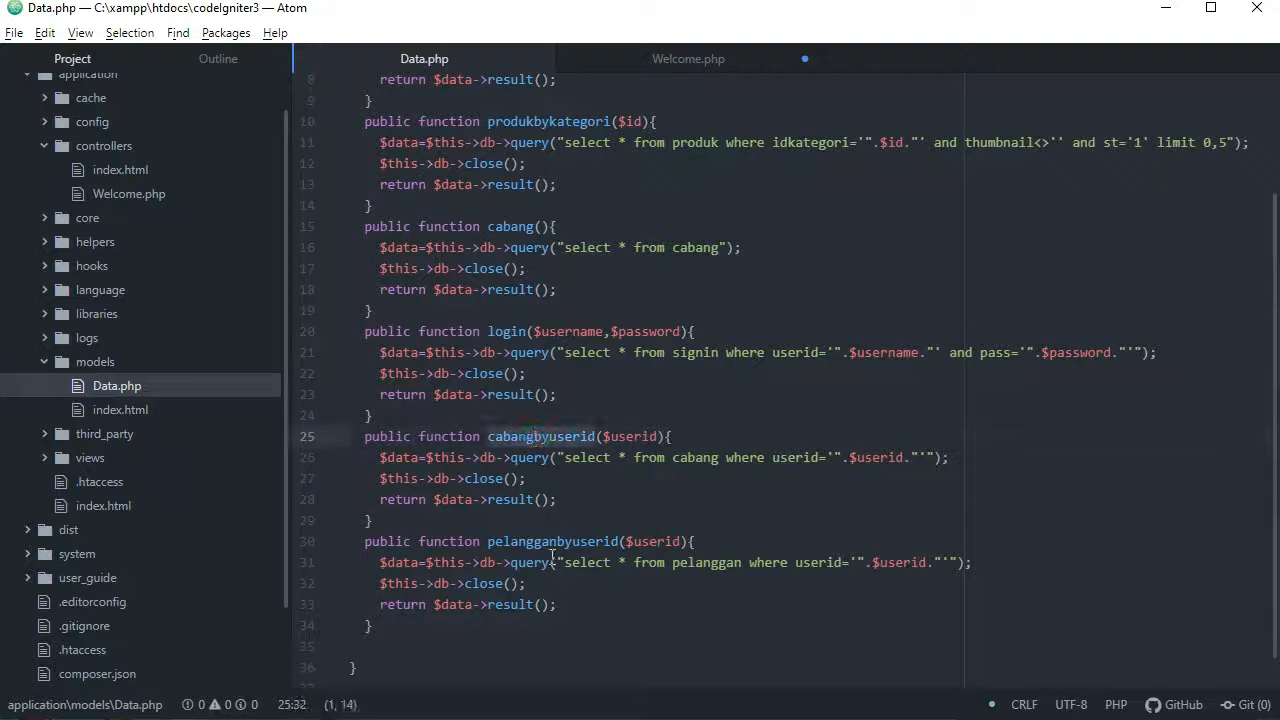 Data.php — C:\xampp\htdocs\codeIgniter3 — Atom
File Edit View Selection Find Packages Help
Project Outline
Data.php Welcome.php
application
cache
config
controllers
index.html
Welcome.php
core
helpers
hooks
language
libraries
logs
models
Data.php
index.html
third_party
views
.htaccess
index.html
dist
system
user_guide
.editorconfig
.gitignore
.htaccess
composer.json
8 return $data->result();
9 }
10 public function produkbykategori($id){
11 $data=$this->db->query("select * from produk where idkategori='".$id."' and thumbnail<>'' and st='1' limit 0,5");
12 $this->db->close();
13 return $data->result();
14 }
15 public function cabang(){
16 $data=$this->db->query("select * from cabang");
17 $this->db->close();
18 return $data->result();
19 }
20 public function login($username,$password){
21 $data=$this->db->query("select * from signin where userid='".$username."' and pass='".$password."'");
22 $this->db->close();
23 return $data->result();
24 }
25 public function cabangbyuserid($userid){
26 $data=$this->db->query("select * from cabang where userid='".$userid."'");
27 $this->db->close();
28 return $data->result();
29 }
30 public function pelangganbyuserid($userid){
31 $data=$this->db->query("select * from pelanggan where userid='".$userid."'");
32 $this->db->close();
33 return $data->result();
34 }
35
36 }
application\models\Data.php 0 0 0 25:32 (1, 14) CRLF UTF-8 PHP GitHub Git (0)